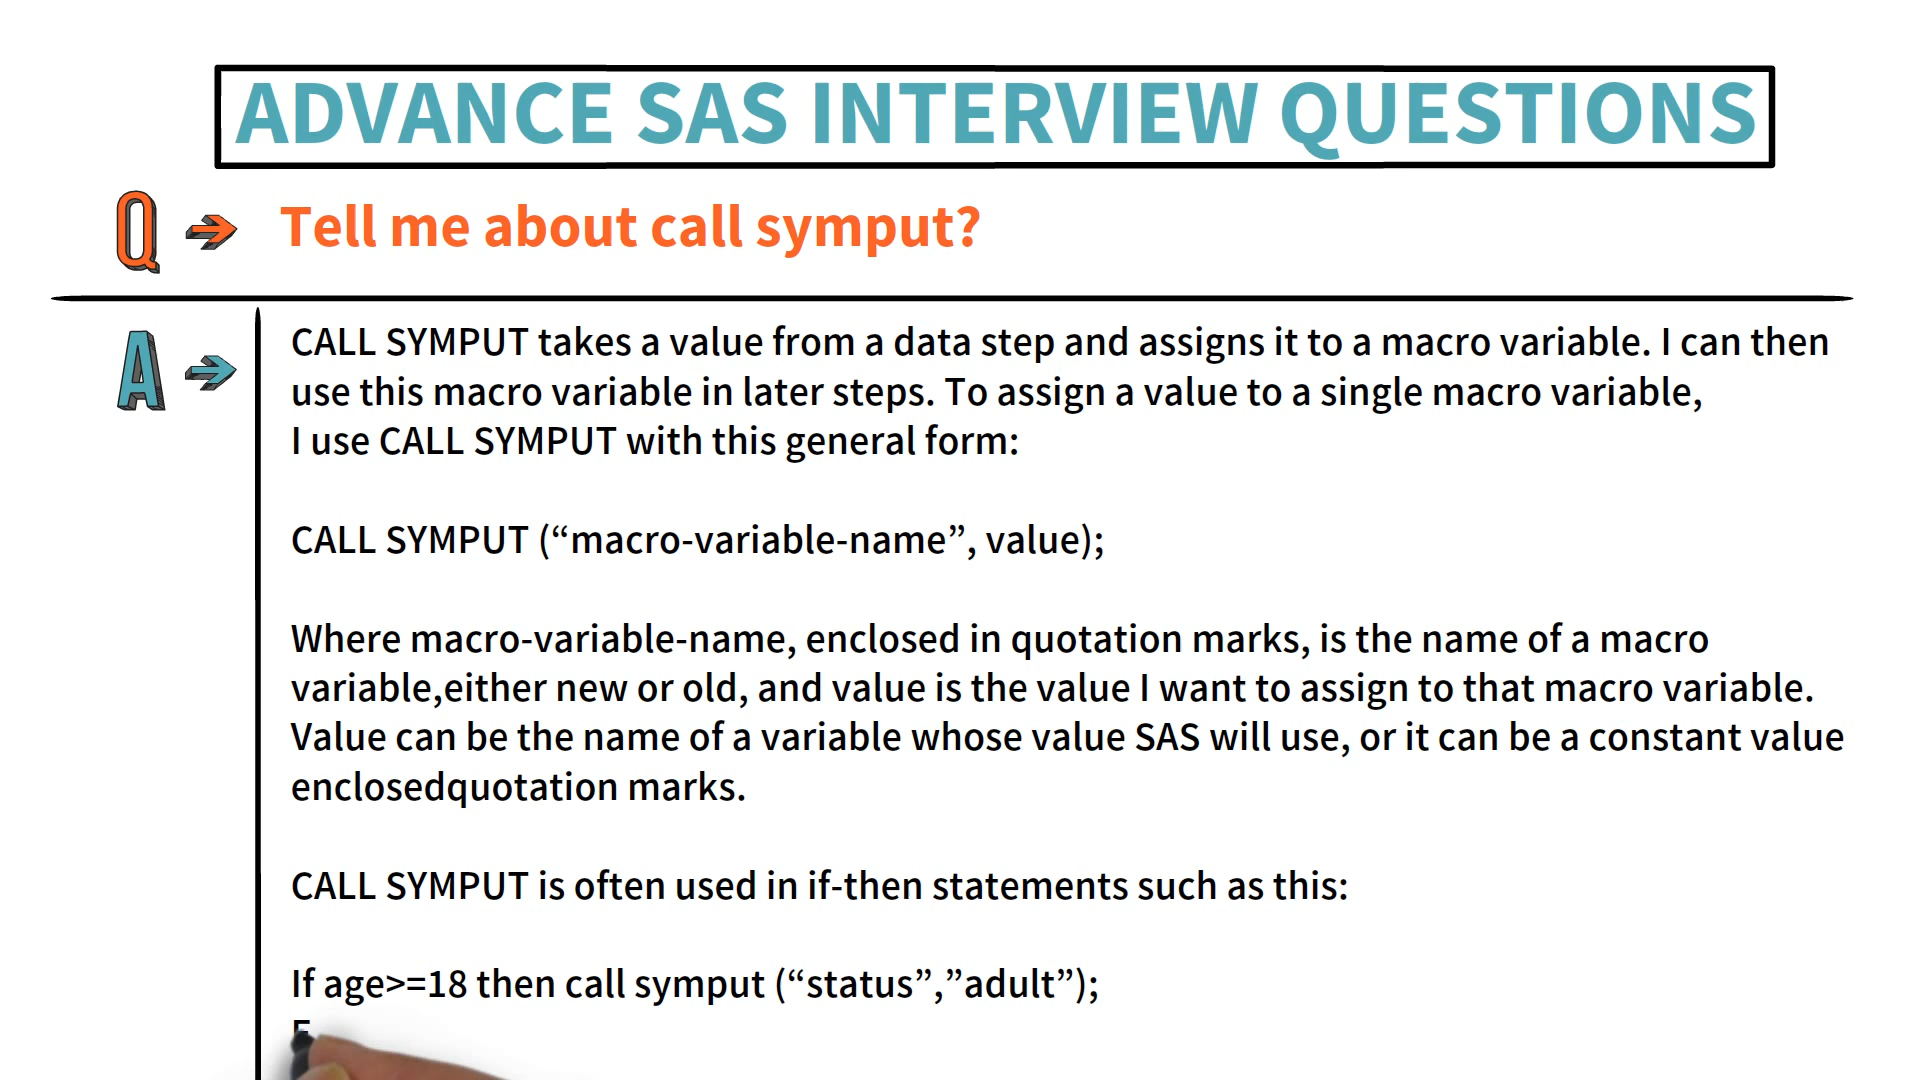 ADVANCE SAS INTERVIEW QUESTIONS
Q
Tell me about call symput?
A
CALL SYMPUT takes a value from a data step and assigns it to a macro variable. I can then
use this macro variable in later steps. To assign a value to a single macro variable,
I use CALL SYMPUT with this general form:
CALL SYMPUT (“macro-variable-name”, value);
Where macro-variable-name, enclosed in quotation marks, is the name of a macro
variable,either new or old, and value is the value I want to assign to that macro variable.
Value can be the name of a variable whose value SAS will use, or it can be a constant value
enclosedquotation marks.
CALL SYMPUT is often used in if-then statements such as this:
If age>=18 then call symput (“status”,”adult”);